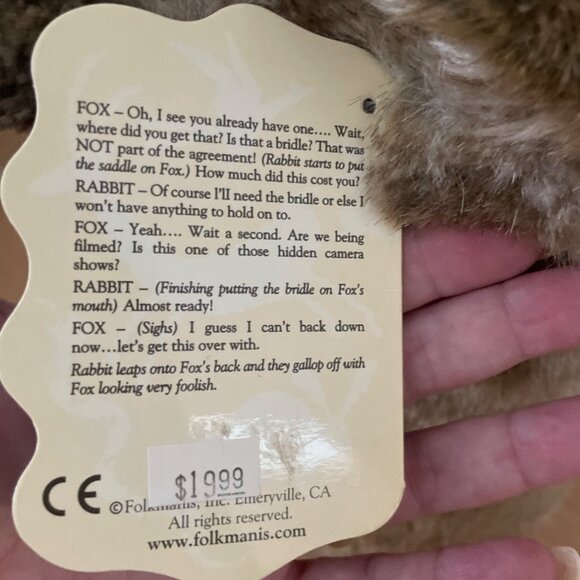 FOX – Oh, I see you already have one.... Wait,
where did you get that? Is that a bridle? That was
NOT part of the agreement! (Rabbit starts to put
the saddle on Fox.) How much did this cost you?
RABBIT – Of course I'll need the bridle or else I
won't have anything to hold on to.
FOX – Yeah.... Wait a second. Are we being
filmed? Is this one of those hidden camera
shows?
RABBIT – (Finishing putting the bridle on Fox's
mouth) Almost ready!
FOX – (Sighs) I guess I can't back down
now...let's get this over with.
Rabbit leaps onto Fox's back and they gallop off with
Fox looking very foolish.
$19.99
CE ©Folkmanis, Inc. Emeryville, CA
All rights reserved.
www.folkmanis.com